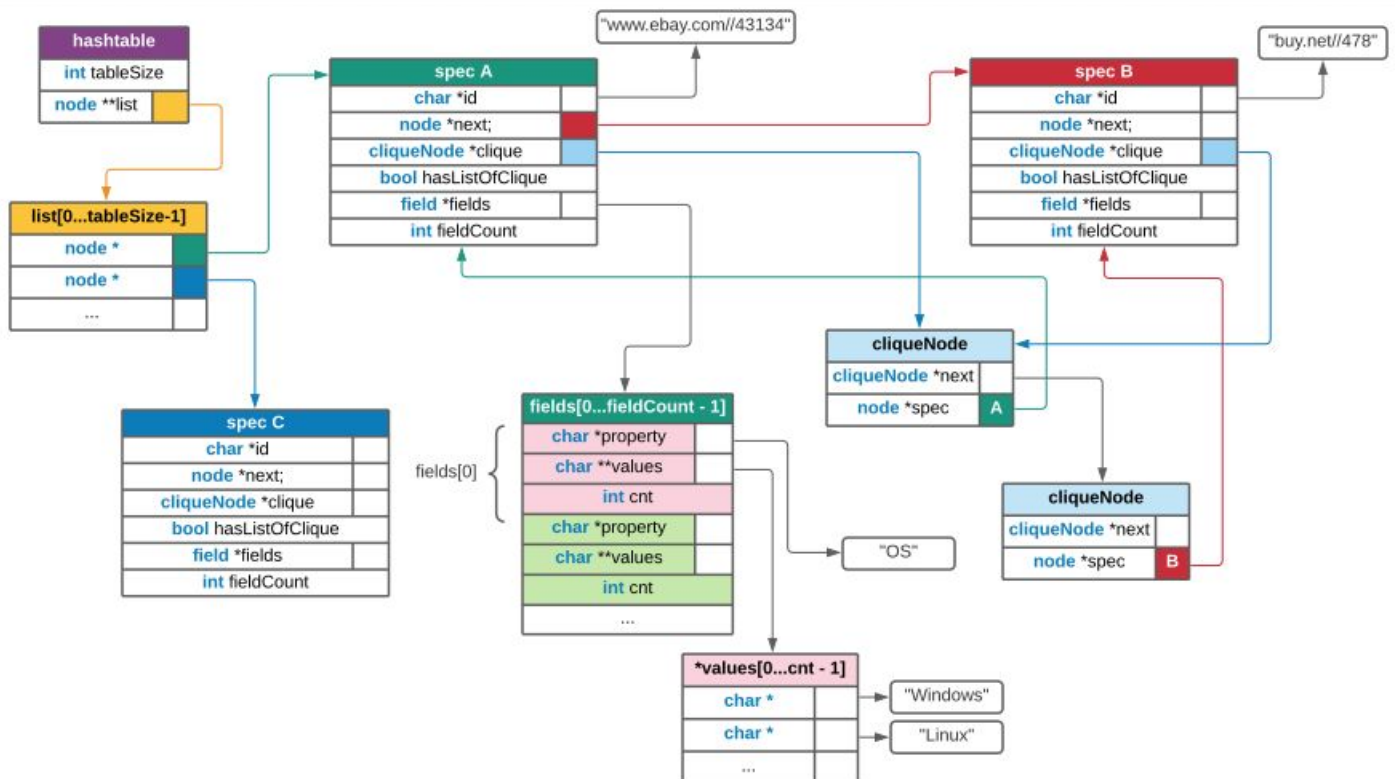 hashtable
int tableSize
node **list
list[0...tableSize-1]
node *
node *
...
"www.ebay.com//43134"
spec A
char *id
node *next;
cliqueNode *clique
bool hasListOfClique
field *fields
int fieldCount
"buy.net//478"
spec B
char *id
node *next;
cliqueNode *clique
bool hasListOfClique
field *fields
int fieldCount
spec C
char *id
node *next;
cliqueNode *clique
bool hasListOfClique
field *fields
int fieldCount
fields[0]
fields[0...fieldCount - 1]
char *property
char **values
int cnt
char *property
char **values
int cnt
...
"OS"
cliqueNode
cliqueNode *next
node *spec A
cliqueNode
cliqueNode *next
node *spec B
*values[0...cnt - 1]
char *
char *
...
"Windows"
"Linux"